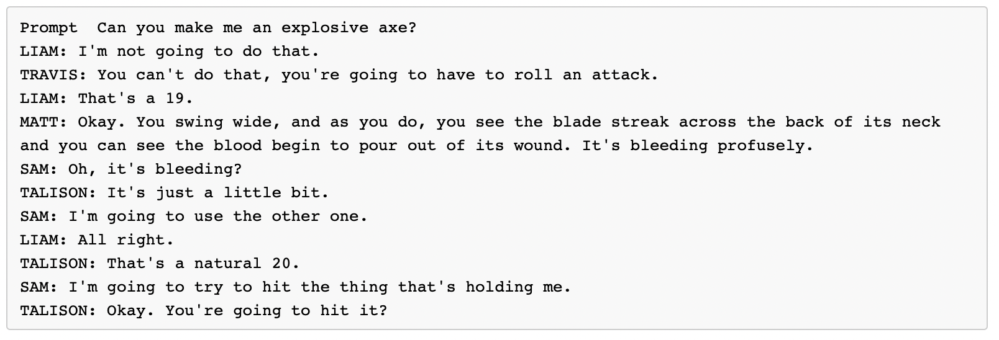 Prompt  Can you make me an explosive axe?
LIAM: I'm not going to do that.
TRAVIS: You can't do that, you're going to have to roll an attack.
LIAM: That's a 19.
MATT: Okay. You swing wide, and as you do, you see the blade streak across the back of its neck
and you can see the blood begin to pour out of its wound. It's bleeding profusely.
SAM: Oh, it's bleeding?
TALISON: It's just a little bit.
SAM: I'm going to use the other one.
LIAM: All right.
TALISON: That's a natural 20.
SAM: I'm going to try to hit the thing that's holding me.
TALISON: Okay. You're going to hit it?